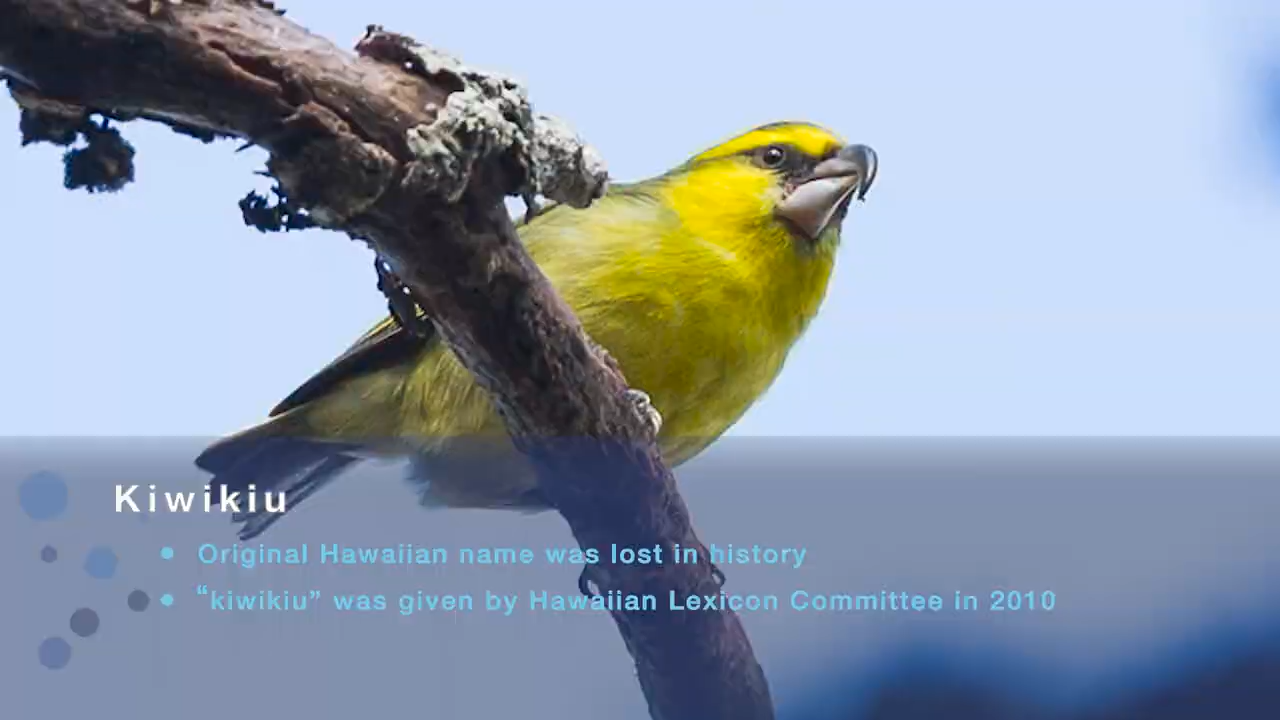 Kiwikiu
Original Hawaiian name was lost in history
“kiwikiu” was given by Hawaiian Lexicon Committee in 2010